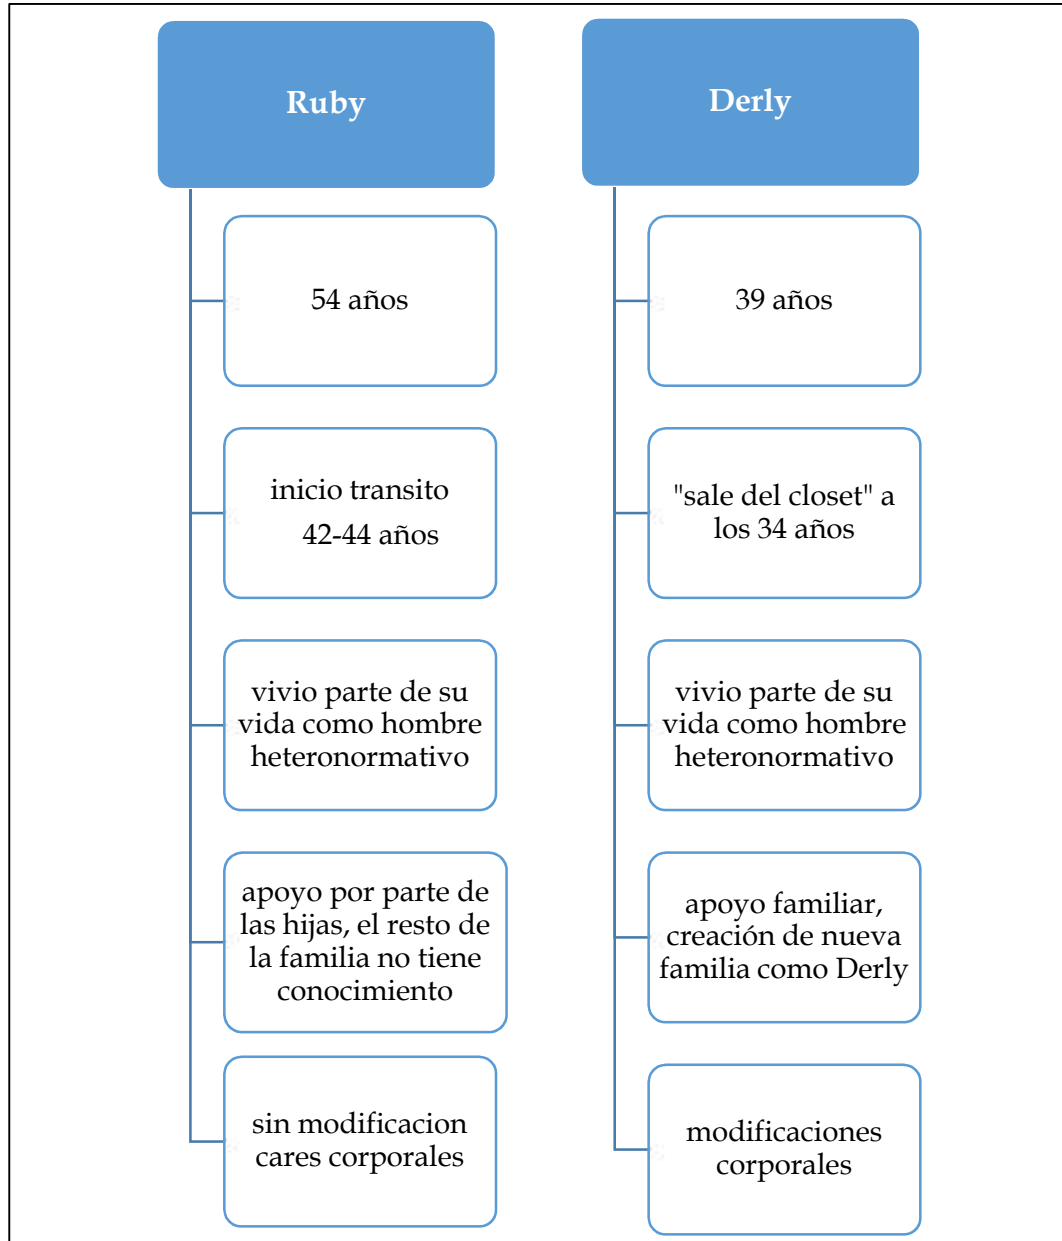 Ruby
54 años
inicio transito
42-44 años
vivio parte de su
vida como hombre
heteronormativo
apoyo por parte de
las hijas, el resto de
la familia no tiene
conocimiento
sin modificacion
cares corporales
Derly
39 años
"sale del closet" a
los 34 años
vivio parte de su
vida como hombre
heteronormativo
apoyo familiar,
creación de nueva
familia como Derly
modificaciones
corporales